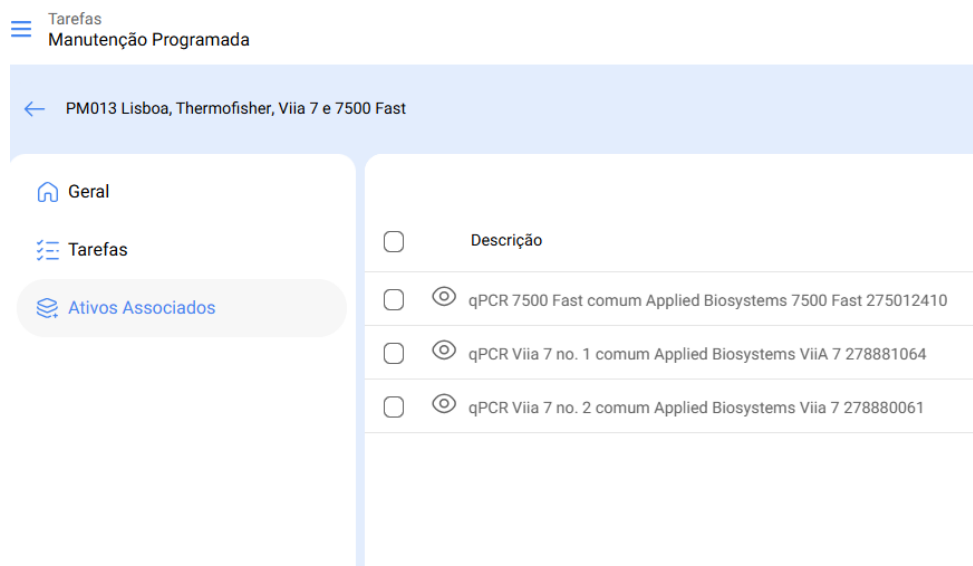 Tarefas
Manutenção Programada
PM013 Lisboa, Thermofisher, Viia 7 e 7500 Fast
Geral
Tarefas
Ativos Associados
Descrição
qPCR 7500 Fast comum Applied Biosystems 7500 Fast 275012410
qPCR Viia 7 no. 1 comum Applied Biosystems ViiA 7 278881064
qPCR Viia 7 no. 2 comum Applied Biosystems Viia 7 278880061